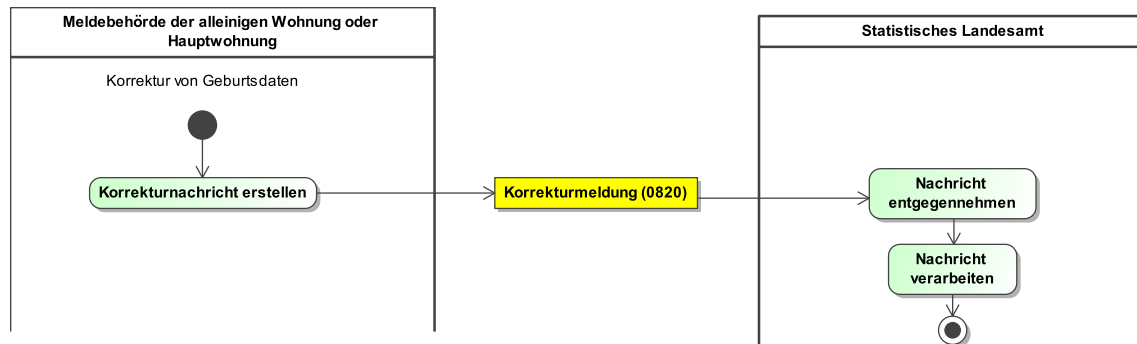 Meldebehörde der alleinigen Wohnung oder
Hauptwohnung
Korrektur von Geburtsdaten
Korrekturnachricht erstellen
Korrekturmeldung (0820)
Statistisches Landesamt
Nachricht
entgegennehmen
Nachricht
verarbeiten